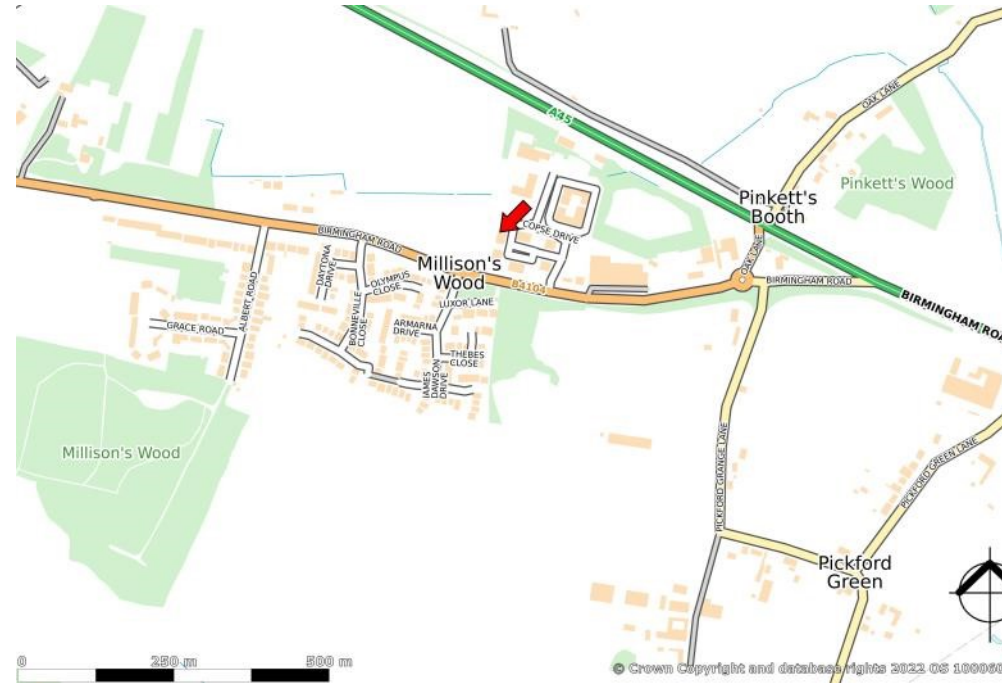 A45
OAK LANE
Pinkett's Wood
Pinkett's
Booth
COPSE DRIVE
OAK LANE
BIRMINGHAM ROAD
Millison's
Wood
DAYTONA
DRIVE
OLYMPUS
CLOSE
B4104
BIRMINGHAM ROAD
BIRMINGHAM ROA
ALBERT ROAD
BONNEVILLE
CLOSE
LUXOR LANE
GRACE ROAD
ARMARNA
DRIVE
THEBES
CLOSE
JAMES
DAWSON
DRIVE
Millison's Wood
PICKFORD GRANGE LANE
PICKFORD GREEN LANE
Pickford
Green
0 250 m 500 m
© Crown Copyright and database rights 2022 OS 100060